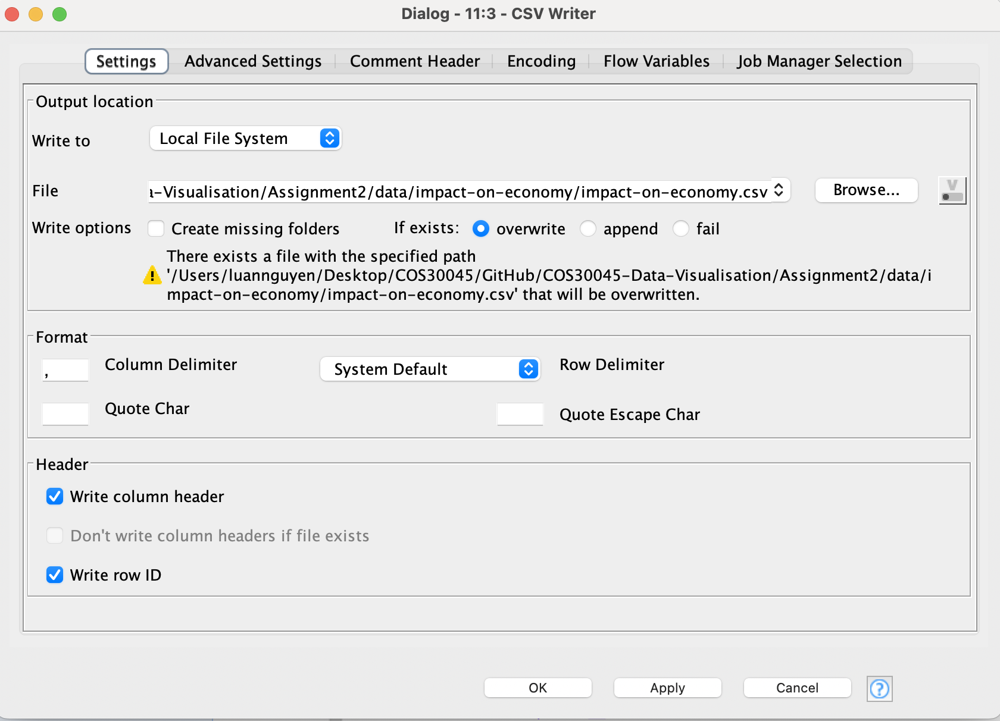 Dialog - 11:3 - CSV Writer
Settings Advanced Settings Comment Header Encoding Flow Variables Job Manager Selection
Output location
Write to Local File System
File a-Visualisation/Assignment2/data/impact-on-economy/impact-on-economy.csv Browse... V
Write options Create missing folders If exists: overwrite append fail
There exists a file with the specified path
'/Users/luannguyen/Desktop/COS30045/GitHub/COS30045-Data-Visualisation/Assignment2/data/i
mpact-on-economy/impact-on-economy.csv' that will be overwritten.
Format
, Column Delimiter System Default Row Delimiter
Quote Char Quote Escape Char
Header
Write column header
Don't write column headers if file exists
Write row ID
OK Apply Cancel ?